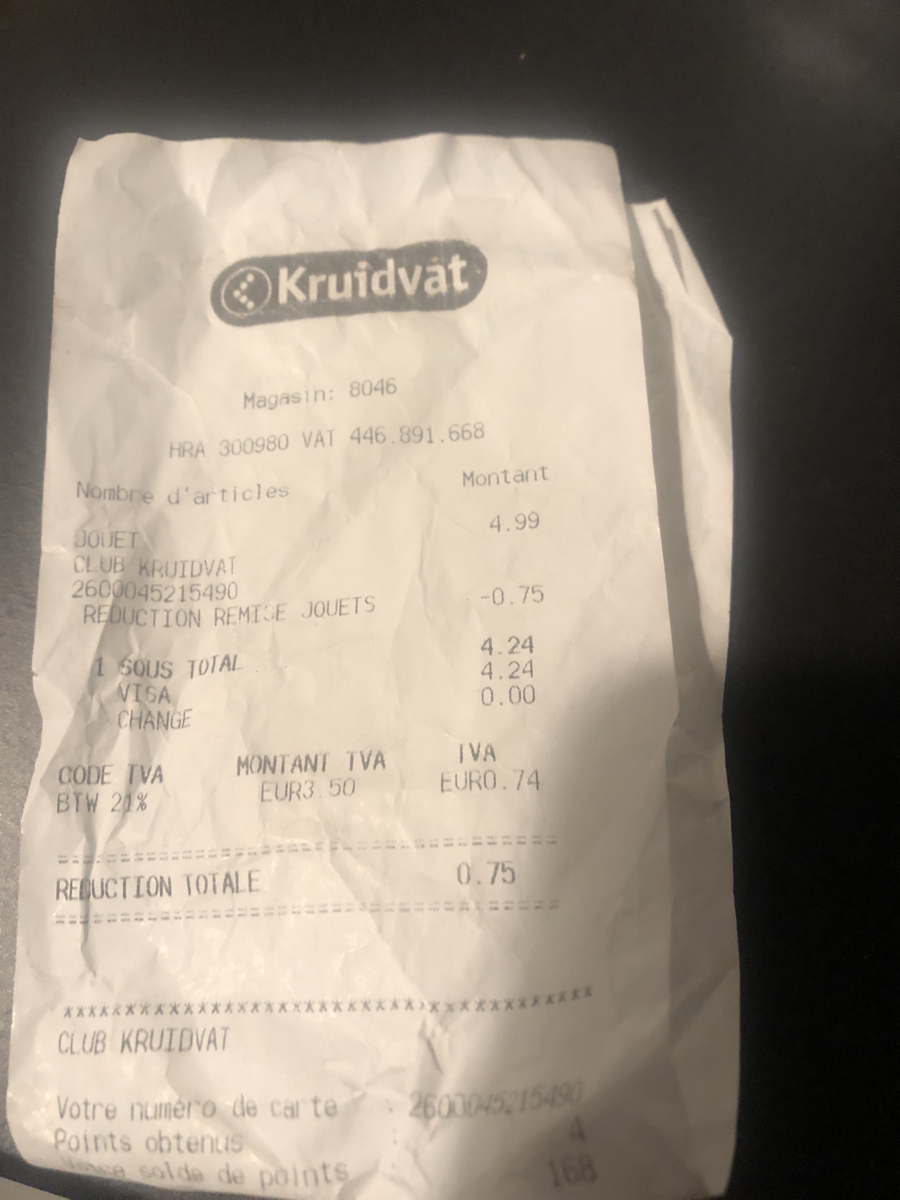 Kruidvat
Magasin: 8046
HRA 300980 VAT 446.891.668
Nombre d'articles Montant
JOUET 4.99
CLUB KRUIDVAT
2600045215490
REDUCTION REMISE JOUETS -0.75
1 SOUS TOTAL 4.24
VISA 4.24
CHANGE 0.00
CODE TVA MONTANT TVA TVA
BTW 21% EUR3.50 EUR0.74
===================================
REDUCTION TOTALE 0.75
===================================
***********************************
CLUB KRUIDVAT
Votre numéro de carte : 2600045215490
Points obtenus : 4
solde de points : 168